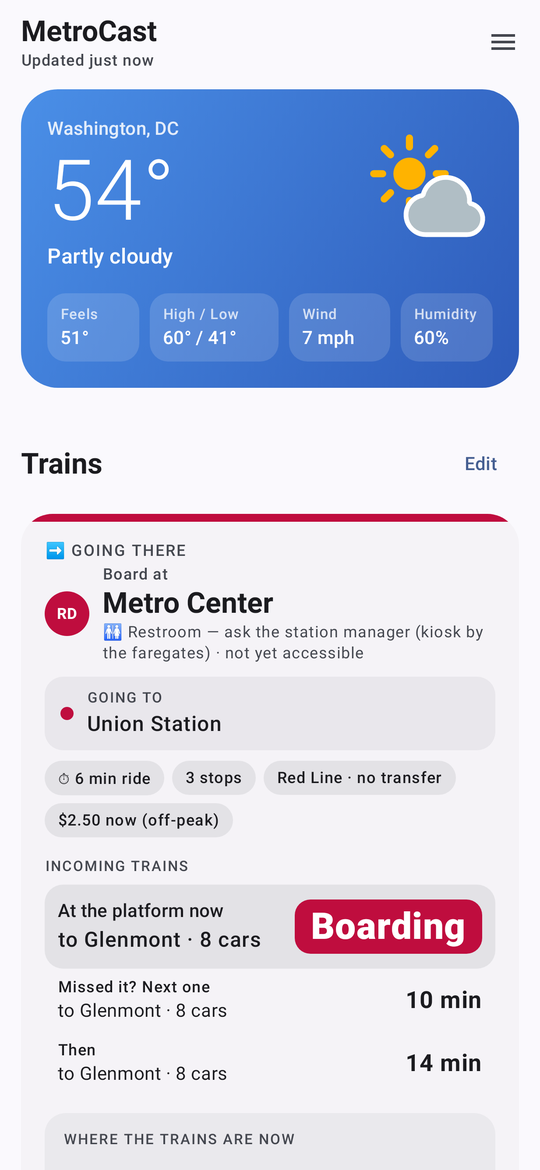 MetroCast
Updated just now
Washington, DC
54°
Partly cloudy
Feels
51°
High / Low
60° / 41°
Wind
7 mph
Humidity
60%
Trains
Edit
➡️ GOING THERE
Board at
RD
Metro Center
🚻 Restroom — ask the station manager (kiosk by
the faregates) · not yet accessible
GOING TO
Union Station
⏱ 6 min ride
3 stops
Red Line · no transfer
$2.50 now (off-peak)
INCOMING TRAINS
At the platform now
to Glenmont · 8 cars
Boarding
Missed it? Next one
to Glenmont · 8 cars
10 min
Then
to Glenmont · 8 cars
14 min
WHERE THE TRAINS ARE NOW